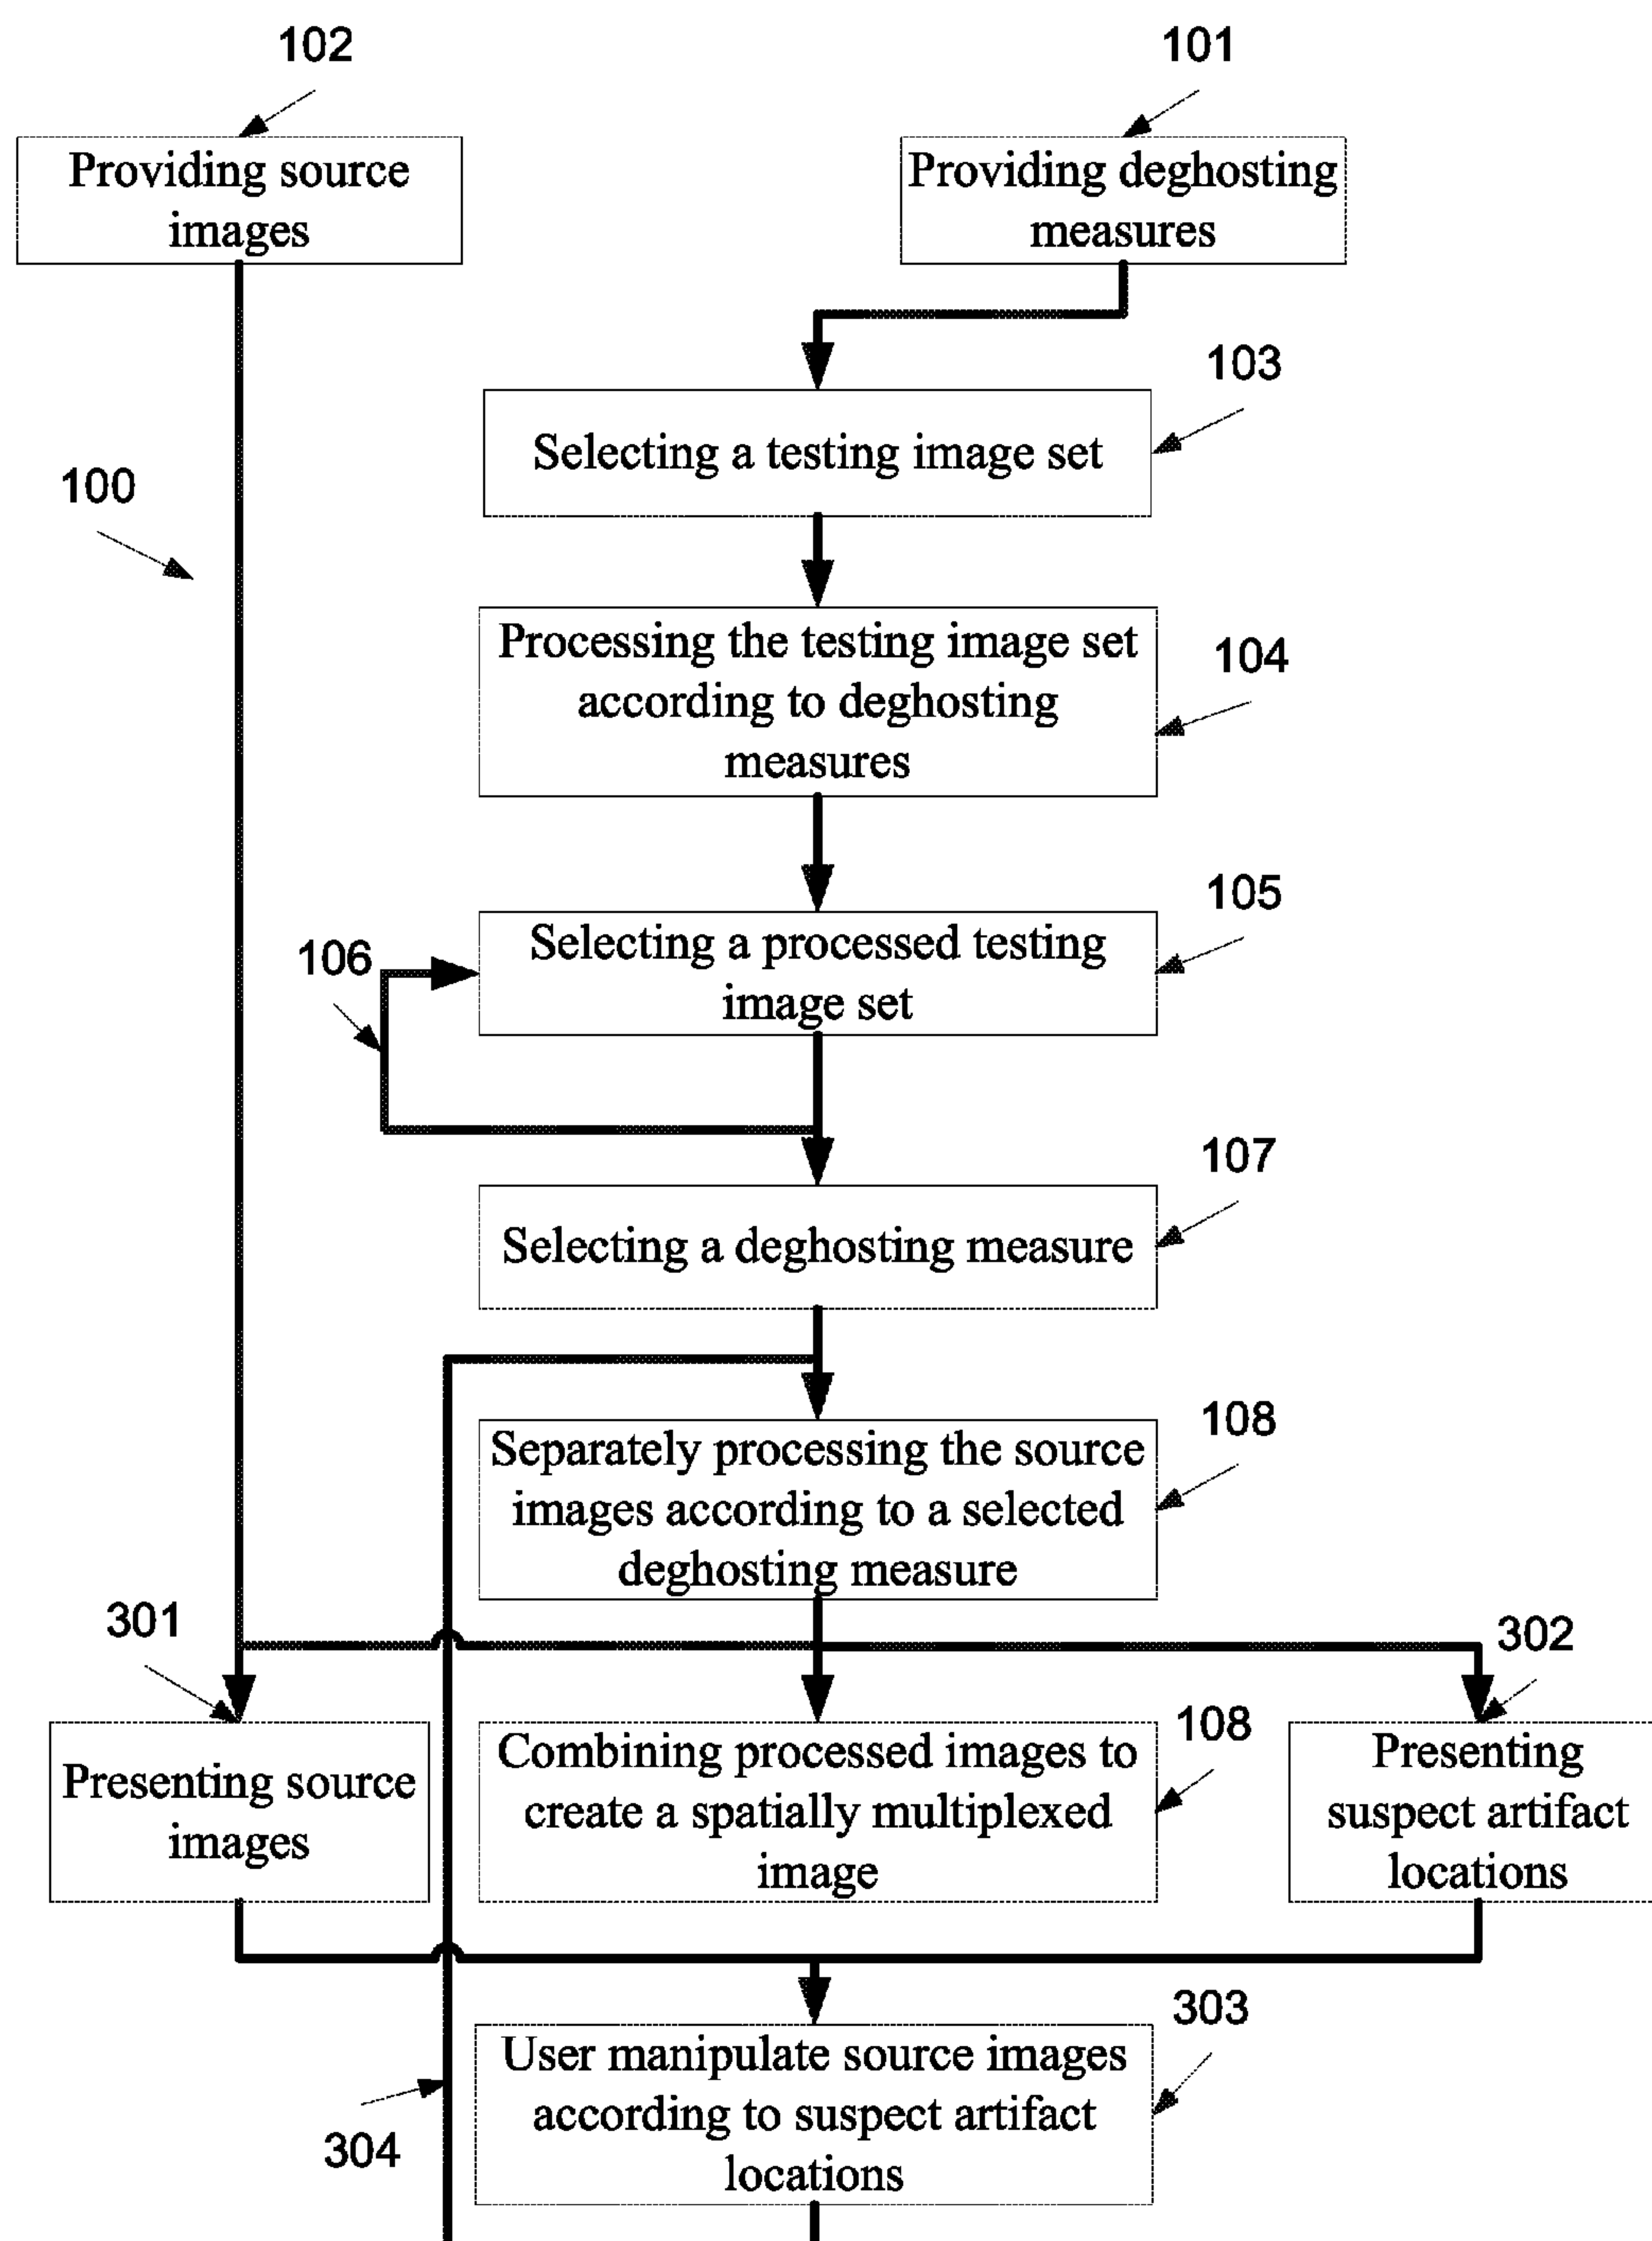 102
101
Providing source
images
Providing deghosting
measures
103
Selecting a testing image set
100
Processing the testing image set
according to deghosting
measures
104
105
Selecting a processed testing
image set
106
107
Selecting a deghosting measure
108
Separately processing the source
images according to a selected
deghosting measure
301
302
Presenting source
images
108
Combining processed images to
create a spatially multiplexed
image
Presenting
suspect artifact
locations
303
User manipulate source images
according to suspect artifact
locations
304